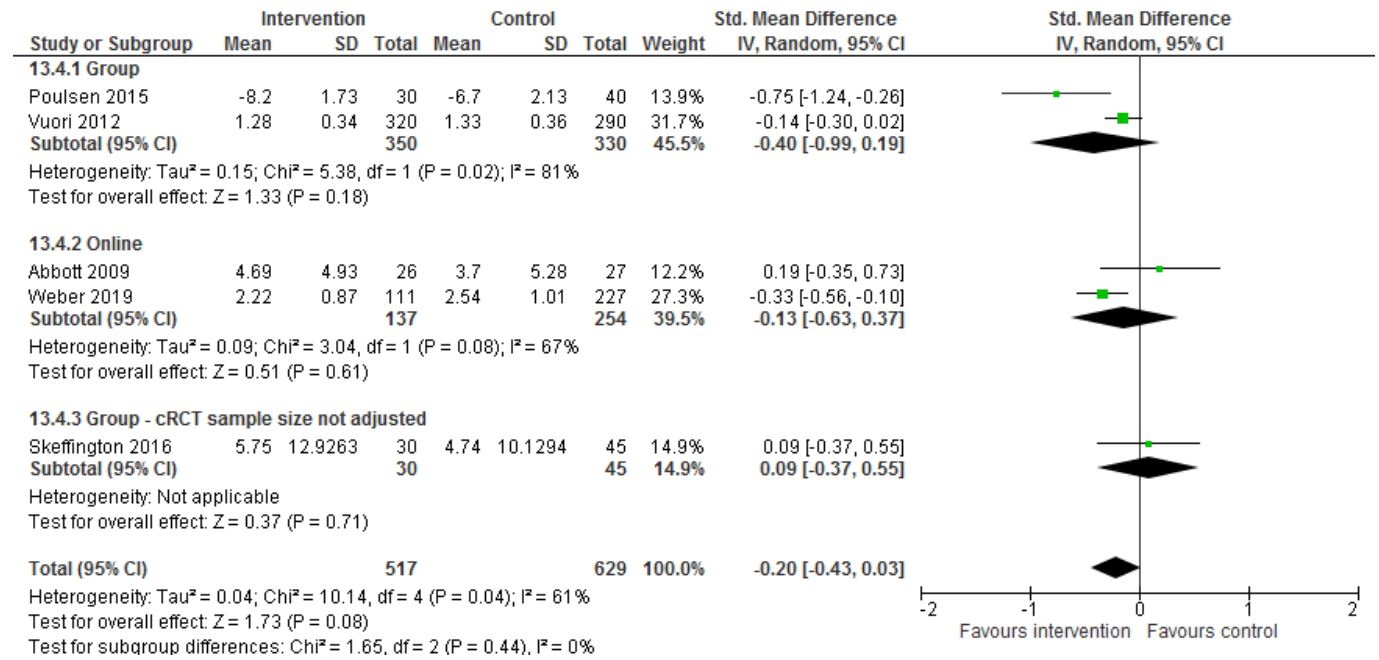 Intervention Control Std. Mean Difference Std. Mean Difference
Study or Subgroup Mean SD Total Mean SD Total Weight IV, Random, 95% CI IV, Random, 95% CI
13.4.1 Group
Poulsen 2015 -8.2 1.73 30 -6.7 2.13 40 13.9% -0.75 [-1.24, -0.26]
Vuori 2012 1.28 0.34 320 1.33 0.36 290 31.7% -0.14 [-0.30, 0.02]
Subtotal (95% CI) 350 330 45.5% -0.40 [-0.99, 0.19]
Heterogeneity: Tau² = 0.15; Chi² = 5.38, df = 1 (P = 0.02); I² = 81%
Test for overall effect: Z = 1.33 (P = 0.18)
13.4.2 Online
Abbott 2009 4.69 4.93 26 3.7 5.28 27 12.2% 0.19 [-0.35, 0.73]
Weber 2019 2.22 0.87 111 2.54 1.01 227 27.3% -0.33 [-0.56, -0.10]
Subtotal (95% CI) 137 254 39.5% -0.13 [-0.63, 0.37]
Heterogeneity: Tau² = 0.09; Chi² = 3.04, df = 1 (P = 0.08); I² = 67%
Test for overall effect: Z = 0.51 (P = 0.61)
13.4.3 Group - cRCT sample size not adjusted
Skeffington 2016 5.75 12.9263 30 4.74 10.1294 45 14.9% 0.09 [-0.37, 0.55]
Subtotal (95% CI) 30 45 14.9% 0.09 [-0.37, 0.55]
Heterogeneity: Not applicable
Test for overall effect: Z = 0.37 (P = 0.71)
Total (95% CI) 517 629 100.0% -0.20 [-0.43, 0.03]
Heterogeneity: Tau² = 0.04; Chi² = 10.14, df = 4 (P = 0.04); I² = 61%
-2 -1 0 1 2
Test for overall effect: Z = 1.73 (P = 0.08)
Favours intervention Favours control
Test for subgroup differences: Chi² = 1.65, df = 2 (P = 0.44), I² = 0%